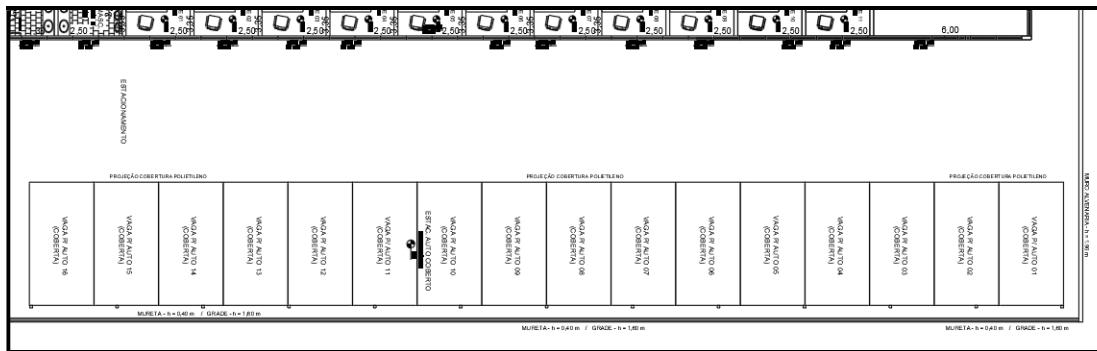 2,50
2,50
2,50
2,50
2,50
2,50
2,50
2,50
2,50
2,50
2,50
2,50
6,00
ESTACIONAMENTO
PROJEÇÃO COBERTURA POLIETILENO
PROJEÇÃO COBERTURA POLIETILENO
PROJEÇÃO COBERTURA POLIETILENO
VAGA P/ AUTO 16
(COBERTA)
VAGA P/ AUTO 15
(COBERTA)
VAGA P/ AUTO 14
(COBERTA)
VAGA P/ AUTO 13
(COBERTA)
VAGA P/ AUTO 12
(COBERTA)
VAGA P/ AUTO 11
(COBERTA)
ESTAC. AUTO COBERTO
VAGA P/ AUTO 10
(COBERTA)
VAGA P/ AUTO 09
(COBERTA)
VAGA P/ AUTO 08
(COBERTA)
VAGA P/ AUTO 07
(COBERTA)
VAGA P/ AUTO 06
(COBERTA)
VAGA P/ AUTO 05
(COBERTA)
VAGA P/ AUTO 04
(COBERTA)
VAGA P/ AUTO 03
(COBERTA)
VAGA P/ AUTO 02
(COBERTA)
VAGA P/ AUTO 01
(COBERTA)
MURO ALVENARIA - h = 1,90 m
MURETA - h = 0,40 m / GRADE - h = 1,60 m
MURETA - h = 0,40 m / GRADE - h = 1,60 m
MURETA - h = 0,40 m / GRADE - h = 1,60 m